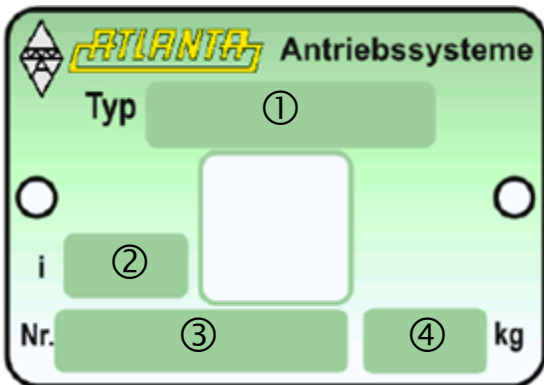 ATLANTA Antriebssysteme
Typ ①
i ②
Nr. ③ ④ kg